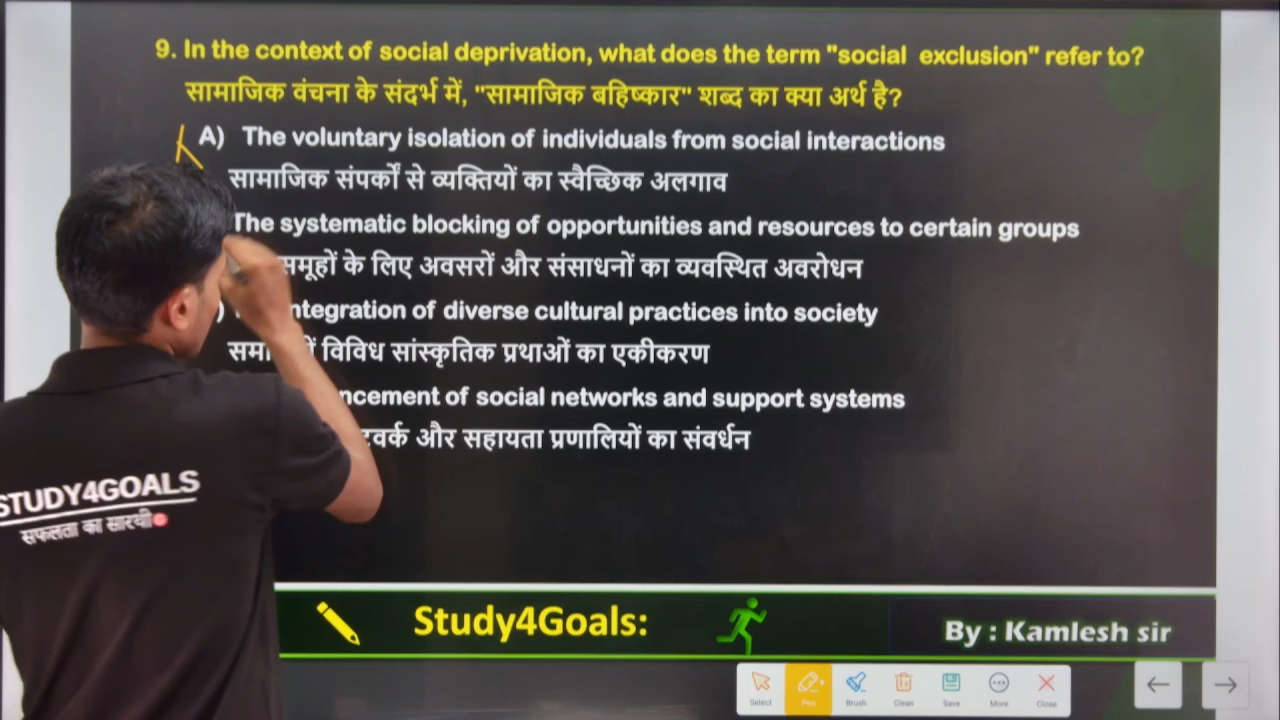 9. In the context of social deprivation, what does the term "social exclusion" refer to?
सामाजिक वंचना के संदर्भ में, "सामाजिक बहिष्कार" शब्द का क्या अर्थ है?
A) The voluntary isolation of individuals from social interactions
सामाजिक संपर्कों से व्यक्तियों का स्वैच्छिक अलगाव
The systematic blocking of opportunities and resources to certain groups
समूहों के लिए अवसरों और संसाधनों का व्यवस्थित अवरोधन
) ntegration of diverse cultural practices into society
विविध सांस्कृतिक प्रथाओं का एकीकरण
ncement of social networks and support systems
टवर्क और सहायता प्रणालियों का संवर्धन
STUDY4GOALS
सफलता का सारथी
Study4Goals:
By : Kamlesh sir
Select Pen Brush Clean Save More Close